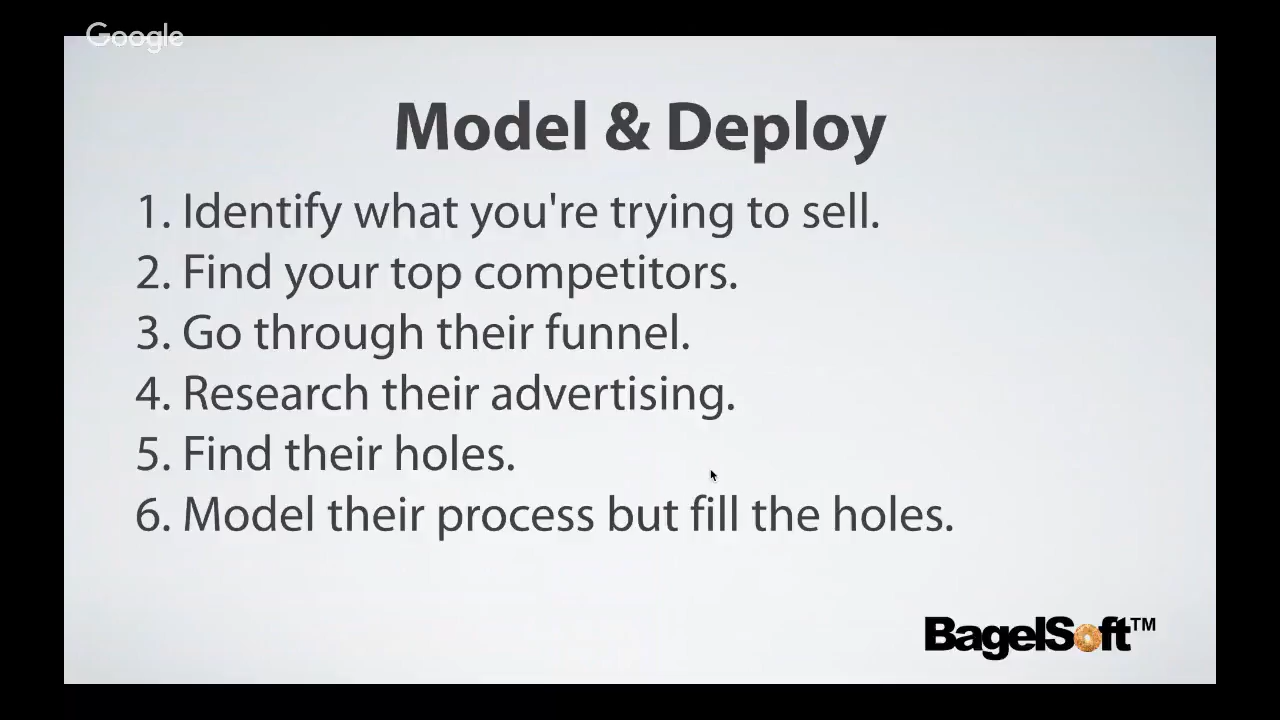 Google
Model & Deploy
1. Identify what you're trying to sell.
2. Find your top competitors.
3. Go through their funnel.
4. Research their advertising.
5. Find their holes.
6. Model their process but fill the holes.
BagelSoft™